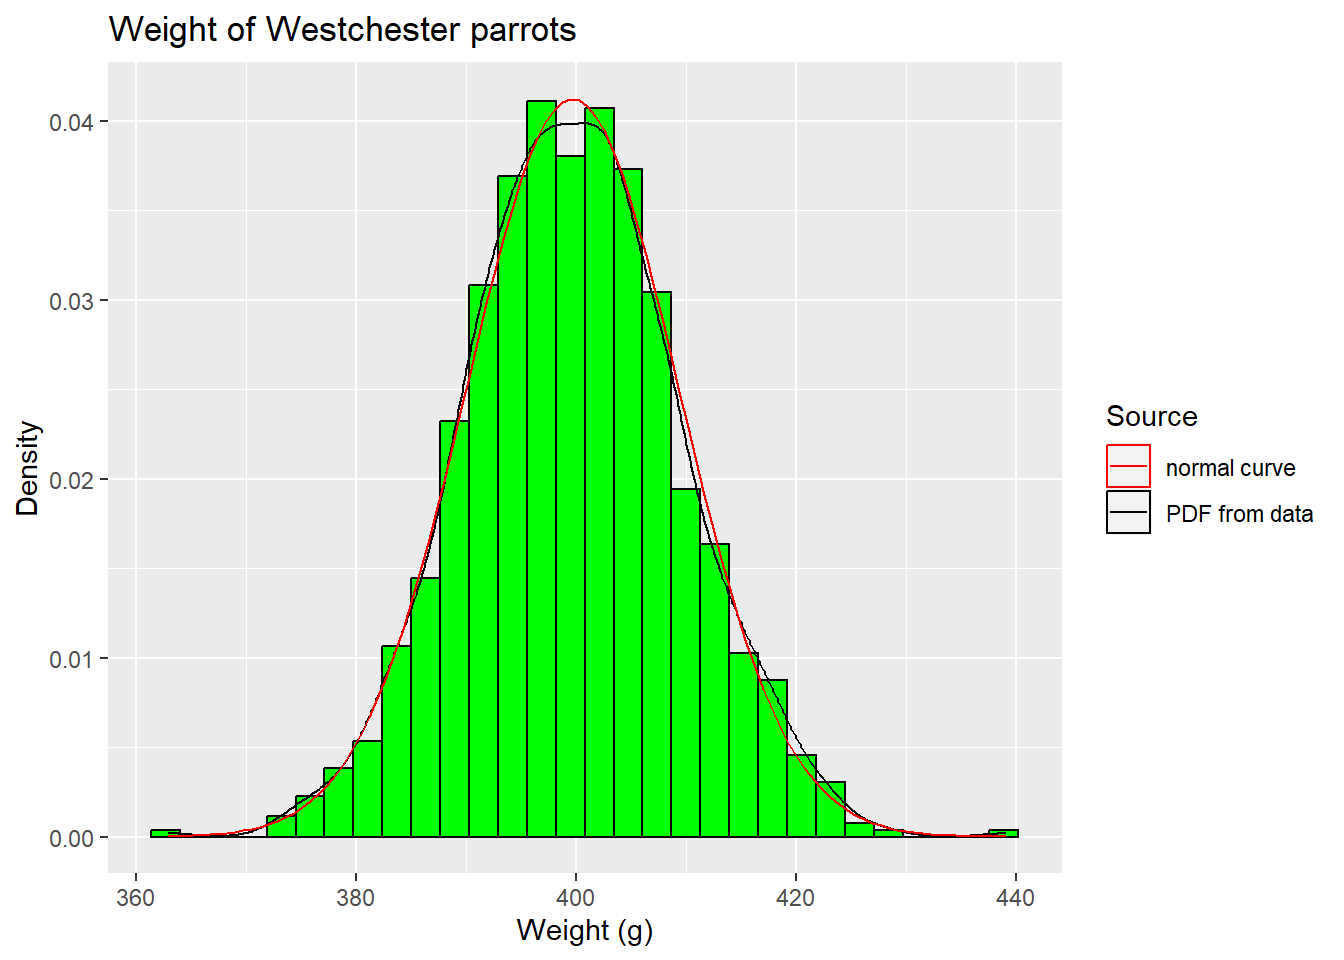 Weight of Westchester parrots
0.04
0.03
0.02
0.01
0.00
Density
360
380
400
420
440
Weight (g)
Source
normal curve
PDF from data